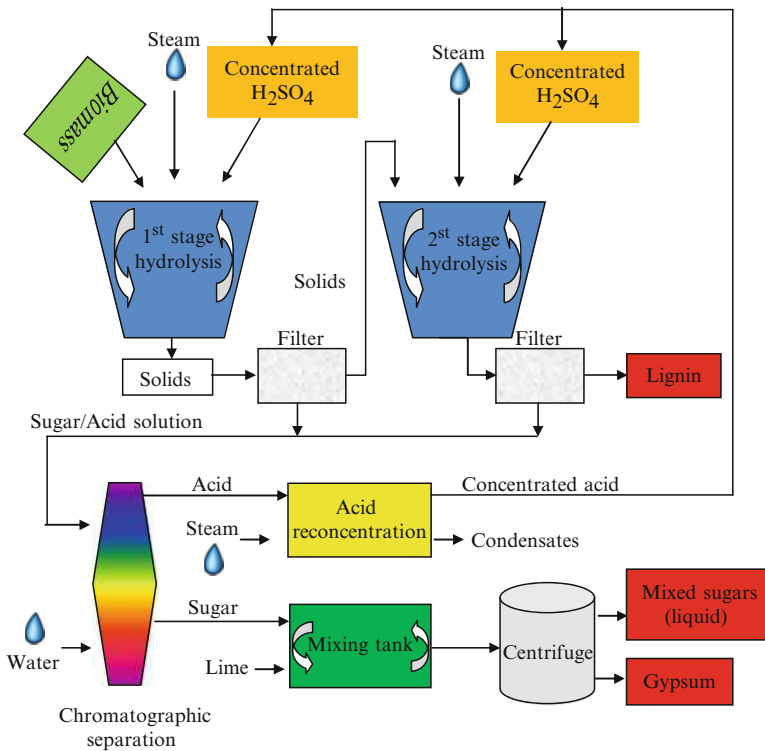 Steam
Concentrated
H2SO4
Steam
Concentrated
H2SO4
Biomass
1st stage
hydrolysis
2st stage
hydrolysis
Solids
Filter
Filter
Solids
Lignin
Sugar/Acid solution
Acid
Concentrated acid
Acid
reconcentration
Steam
Condensates
Sugar
Mixed sugars
(liquid)
Water
Lime
Mixing tank
Centrifuge
Gypsum
Chromatographic
separation